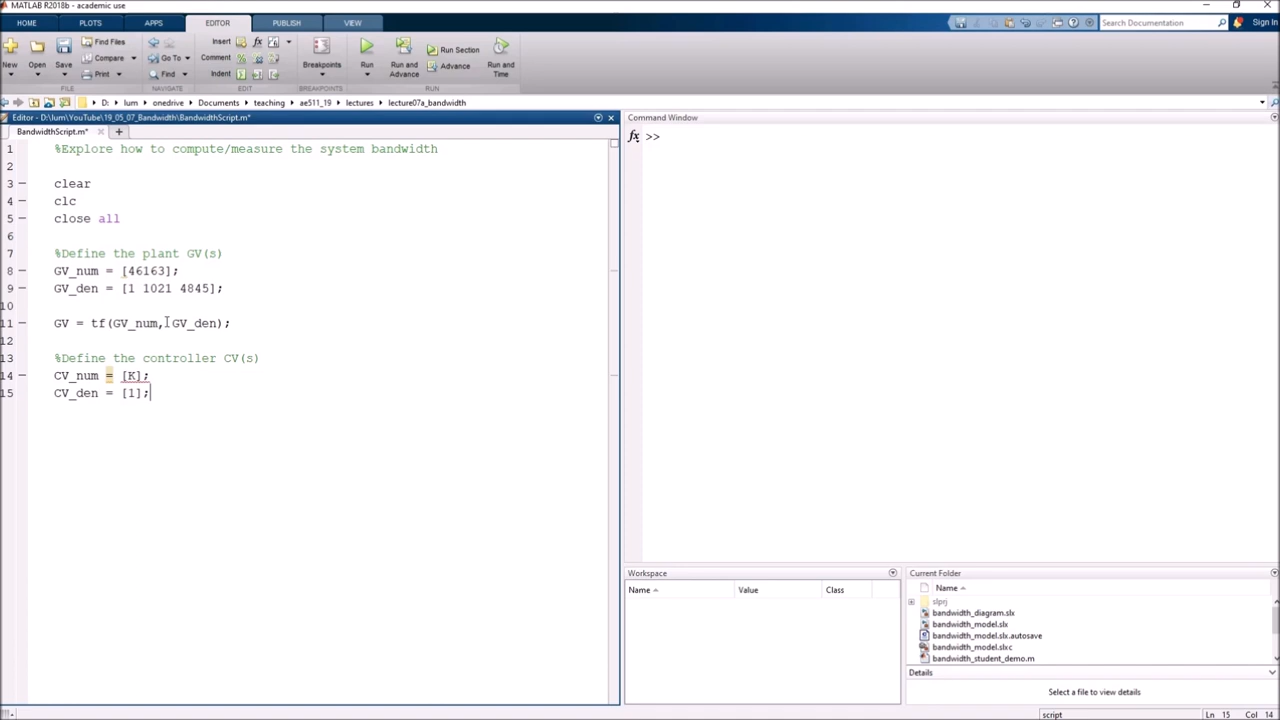 MATLAB R2018b - academic use
HOME PLOTS APPS EDITOR PUBLISH VIEW
Search Documentation
Sign In
New Open Save
Find Files
Compare
Print
FILE
Go To
Find
NAVIGATE
Insert
Comment
Indent
EDIT
Breakpoints
BREAKPOINTS
Run
Run and Advance
Run Section
Advance
Run and Time
RUN
D: lum onedrive Documents teaching ae511_19 lectures lecture07a_bandwidth
Editor - D:\lum\YouTube\19_05_07_Bandwidth\BandwidthScript.m*
BandwidthScript.m*
1 %Explore how to compute/measure the system bandwidth
2
3 clear
4 clc
5 close all
6
7 %Define the plant GV(s)
8 GV_num = [46163];
9 GV_den = [1 1021 4845];
10
11 GV = tf(GV_num, GV_den);
12
13 %Define the controller CV(s)
14 CV_num = [K];
15 CV_den = [1];
Command Window
fx >>
Workspace
Name Value Class
Current Folder
Name
slprj
bandwidth_diagram.slx
bandwidth_model.slx
bandwidth_model.slx.autosave
bandwidth_model.slxc
bandwidth_student_demo.m
Details
Select a file to view details
script
Ln 15 Col 14